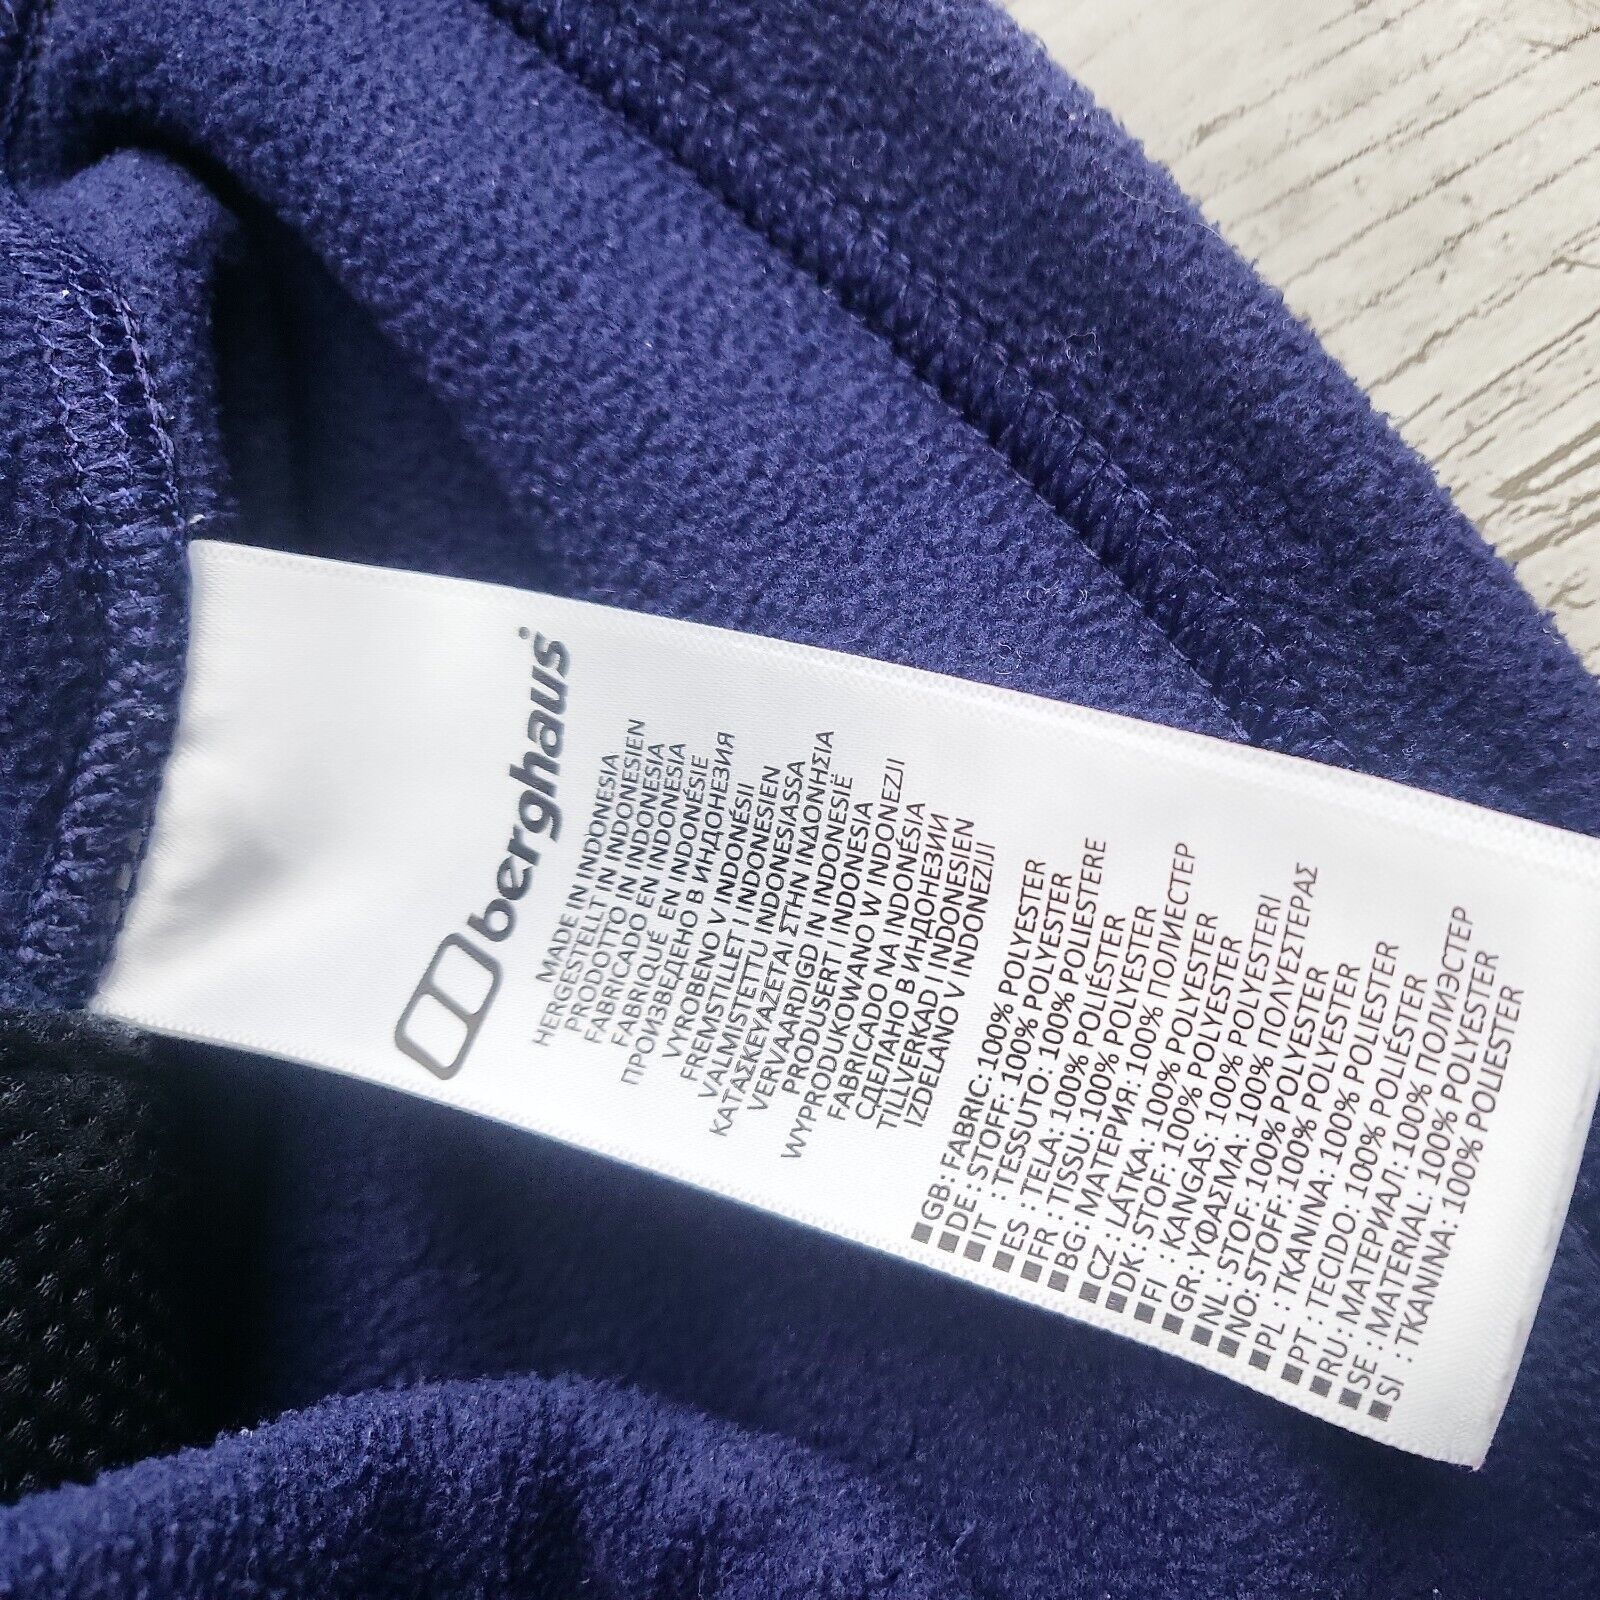 berghaus
MADE IN INDONESIA
HERGESTELLT IN INDONESIEN
PRODOTTO IN INDONESIA
FABRICADO EN INDONESIA
FABRIQUÉ EN INDONÉSIE
ПРОИЗВЕДЕНО В ИНДОНЕЗИЯ
VYROBENO V INDONÉSII
FREMSTILLET I INDONESIEN
VALMISTETTU INDONESIASSA
ΚΑΤΑΣΚΕΥΑΖΕΤΑΙ ΣΤΗΝ ΙΝΔΟΝΗΣΙΑ
VERVAARDIGD IN INDONESIË
PRODUSERT I INDONESIA
WYPRODUKOWANO W INDONEZJI
FABRICADO NA INDONÉSIA
СДЕЛАНО В ИНДОНЕЗИИ
TILLVERKAD I INDONESIEN
IZDELANO V INDONEZIJI
GB: FABRIC: 100% POLYESTER
DE : STOFF: 100% POLYESTER
IT : TESSUTO: 100% POLIESTERE
ES : TELA: 100% POLIÉSTER
FR : TISSU: 100% POLYESTER
BG: МАТЕРИЯ: 100% ПОЛИЕСТЕР
CZ : LÁTKA: 100% POLYESTER
DK : STOF: 100% POLYESTER
FI : KANGAS: 100% POLYESTERI
GR : ΥΦΑΣΜΑ: 100% ΠΟΛΥΕΣΤΕΡΑΣ
NL : STOF: 100% POLYESTER
NO: STOFF: 100% POLYESTER
PL : TKANINA: 100% POLIESTER
PT : TECIDO: 100% POLIÉSTER
RU : МАТЕРИАЛ: 100% ПОЛИЭСТЕР
SE : MATERIAL: 100% POLYESTER
SI : TKANINA: 100% POLIESTER